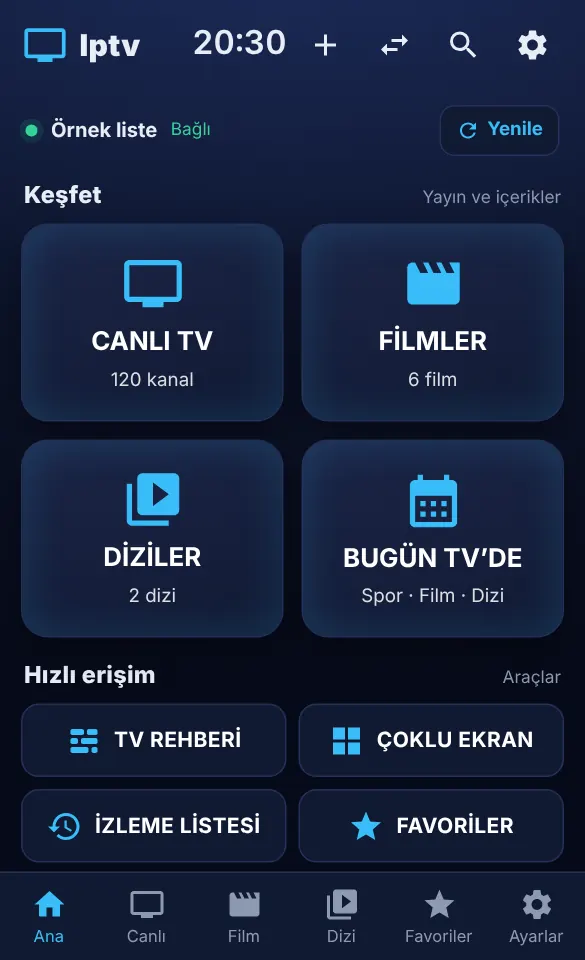 Iptv 20:30
Örnek liste Bağlı Yenile
Keşfet Yayın ve içerikler
CANLI TV
120 kanal
FİLMLER
6 film
DİZİLER
2 dizi
BUGÜN TV’DE
Spor · Film · Dizi
Hızlı erişim Araçlar
TV REHBERİ ÇOKLU EKRAN
İZLEME LİSTESİ FAVORİLER
Ana Canlı Film Dizi Favoriler Ayarlar